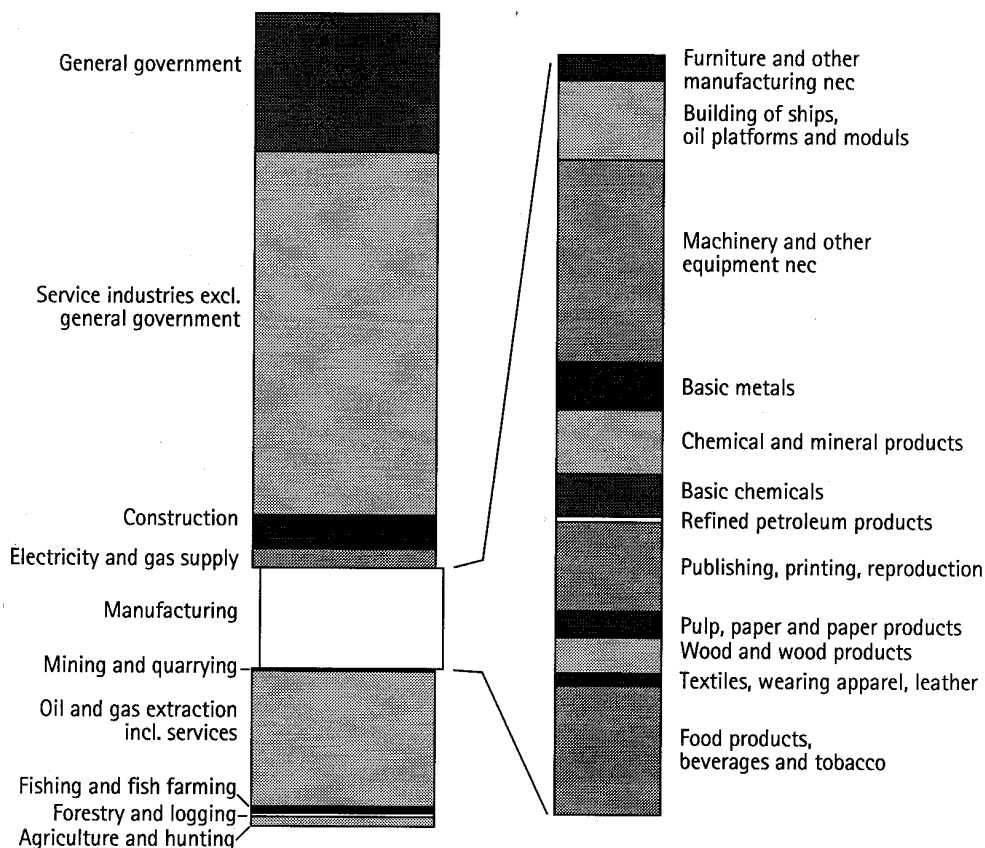 General government
Service industries excl.
general government
Construction
Electricity and gas supply
Manufacturing
Mining and quarrying
Oil and gas extraction
incl. services
Fishing and fish farming
Forestry and logging
Agriculture and hunting
Furniture and other
manufacturing nec
Building of ships,
oil platforms and moduls
Machinery and other
equipment nec
Basic metals
Chemical and mineral products
Basic chemicals
Refined petroleum products
Publishing, printing, reproduction
Pulp, paper and paper products
Wood and wood products
Textiles, wearing apparel, leather
Food products,
beverages and tobacco